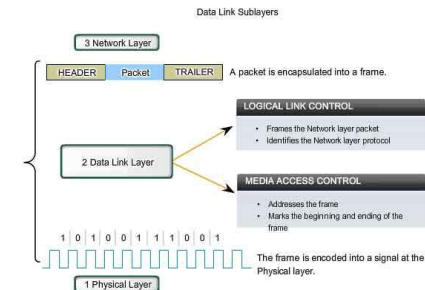 Data Link Sublayers
3 Network Layer
HEADER Packet TRAILER
A packet is encapsulated into a frame.
LOGICAL LINK CONTROL
• Frames the Network layer packet
• Identifies the Network layer protocol
2 Data Link Layer
MEDIA ACCESS CONTROL
• Addresses the frame
• Marks the beginning and ending of the
frame
1 0 1 0 0 1 1 1 0 0 1
The frame is encoded into a signal at the
Physical layer.
1 Physical Layer